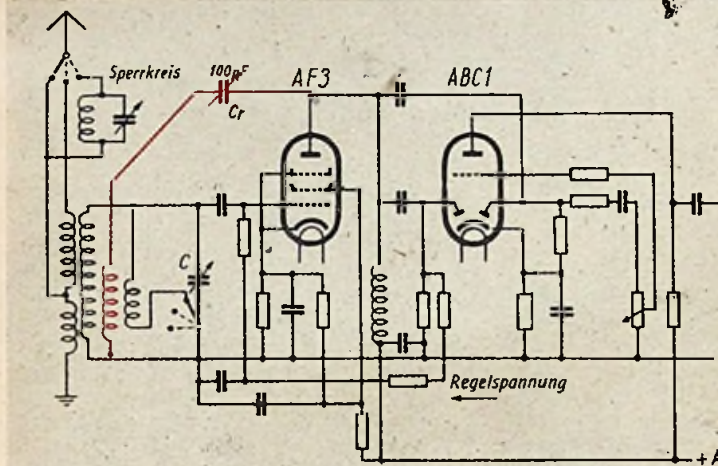 Sperrkreis
100pF
Cr
AF3
ABC1
C
Regelspannung
+A